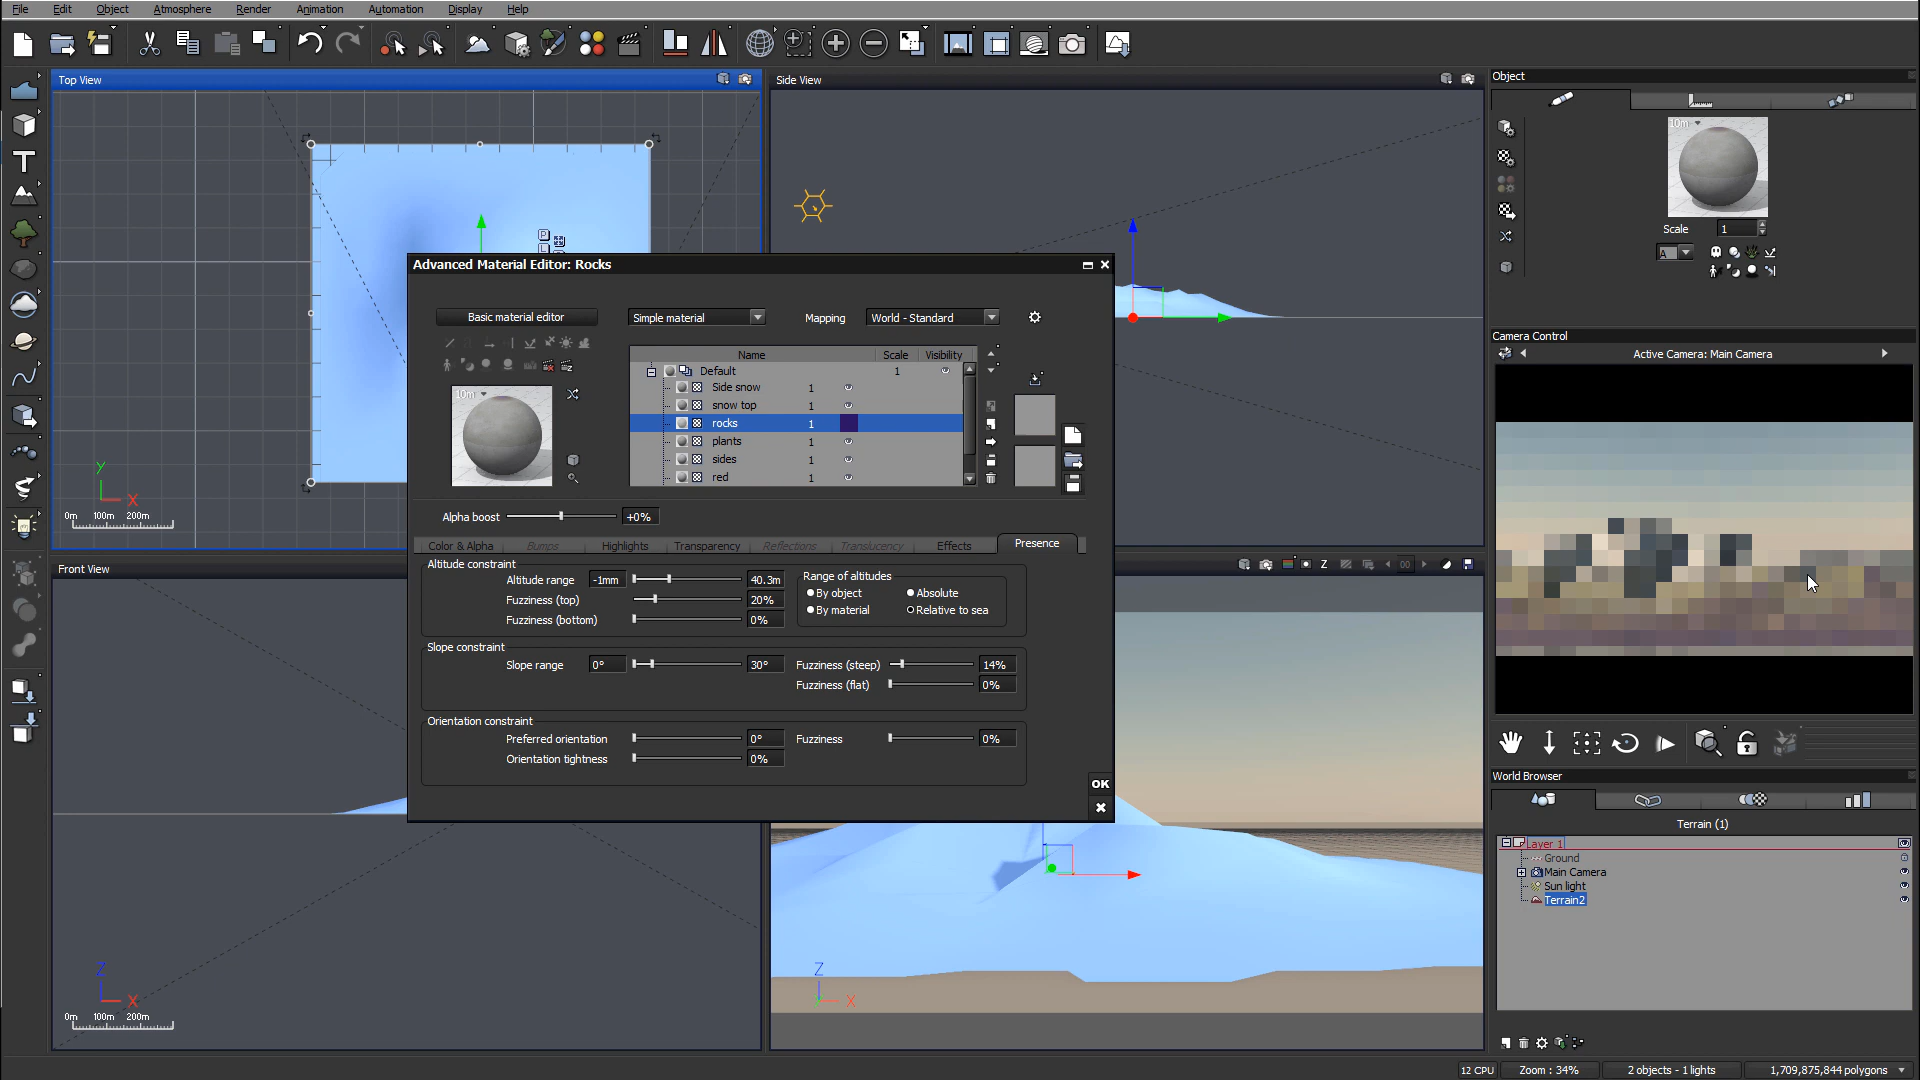 File Edit Object Atmosphere Render Animation Automation Display Help
Top View
Side View
Object
10m
Scale 1
A
Advanced Material Editor: Rocks
Basic material editor Simple material Mapping World - Standard
Name Scale Visibility
Default 1
Side snow 1
snow top 1
rocks 1
plants 1
sides 1
red 1
10m
Alpha boost +0%
Color & Alpha Bumps Highlights Transparency Reflections Translucency Effects Presence
Altitude constraint
Altitude range -1mm 40.3m
Fuzziness (top) 20%
Fuzziness (bottom) 0%
Range of altitudes
By object Absolute
By material Relative to sea
Slope constraint
Slope range 0° 30° Fuzziness (steep) 14%
Fuzziness (flat) 0%
Orientation constraint
Preferred orientation 0° Fuzziness 0%
Orientation tightness 0%
OK
Y
X
0m 100m 200m
Front View
Z
X
0m 100m 200m
Z
X
Z
00
P
L
Camera Control
Active Camera: Main Camera
World Browser
Terrain (1)
Layer 1
Ground
Main Camera
Sun light
Terrain2
12 CPU Zoom : 34% 2 objects - 1 lights 1,709,875,844 polygons